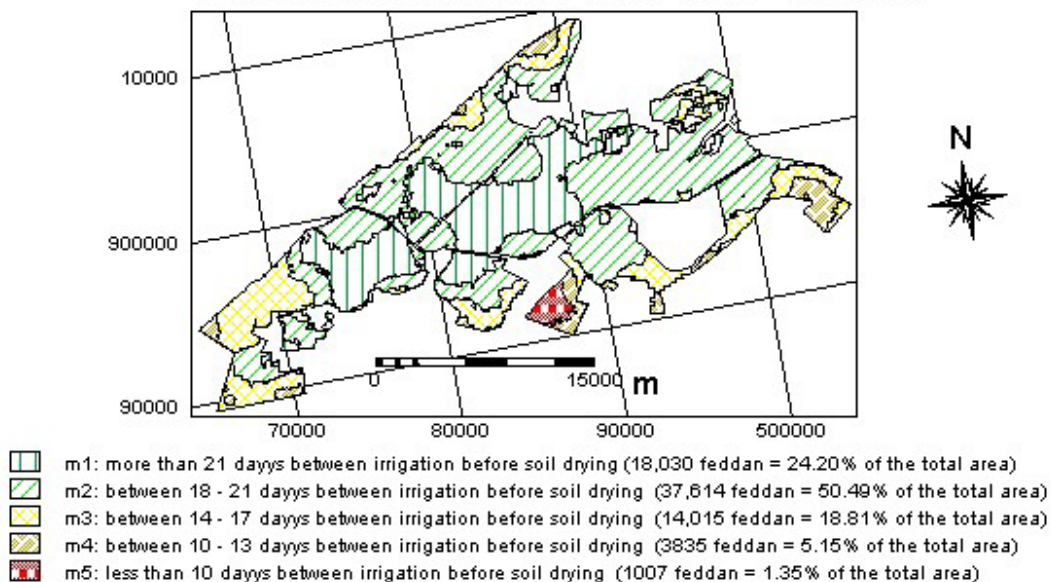 10000
N
900000
0
15000 m
90000
70000
80000
90000
500000
m1: more than 21 dayys between irrigation before soil drying (18,030 feddan = 24.20% of the total area)
m2: between 18 - 21 dayys between irrigation before soil drying (37,614 feddan = 50.49% of the total area)
m3: between 14 - 17 dayys between irrigation before soil drying (14,015 feddan = 18.81% of the total area)
m4: between 10 - 13 dayys between irrigation before soil drying (3835 feddan = 5.15% of the total area)
m5: less than 10 dayys between irrigation before soil drying (1007 feddan = 1.35% of the total area)